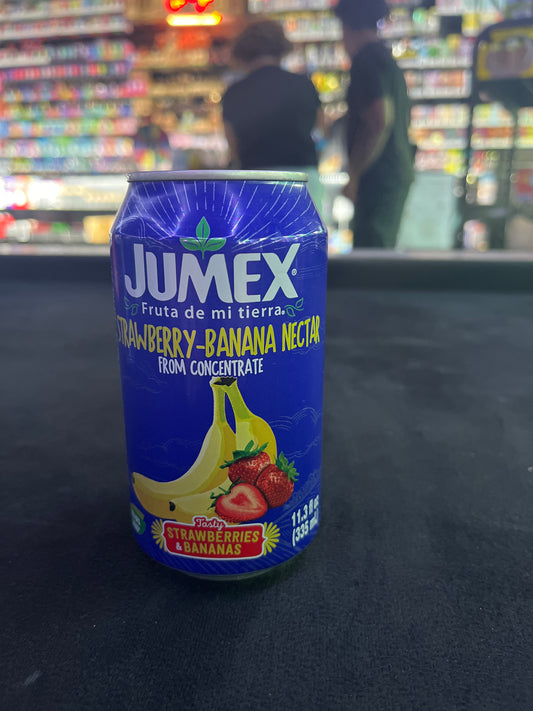 JUMEX®
Fruta de mi tierra®
STRAWBERRY-BANANA NECTAR
FROM CONCENTRATE
Tasty
STRAWBERRIES
& BANANAS
11.3 fl oz
(335 mL)